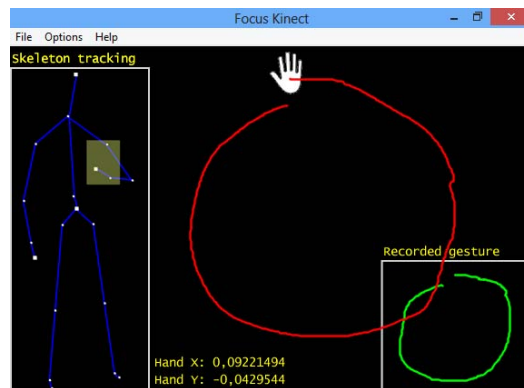 Focus Kinect
File Options Help
Skeleton tracking
Recorded gesture
Hand X: 0,09221494
Hand Y: -0,0429544